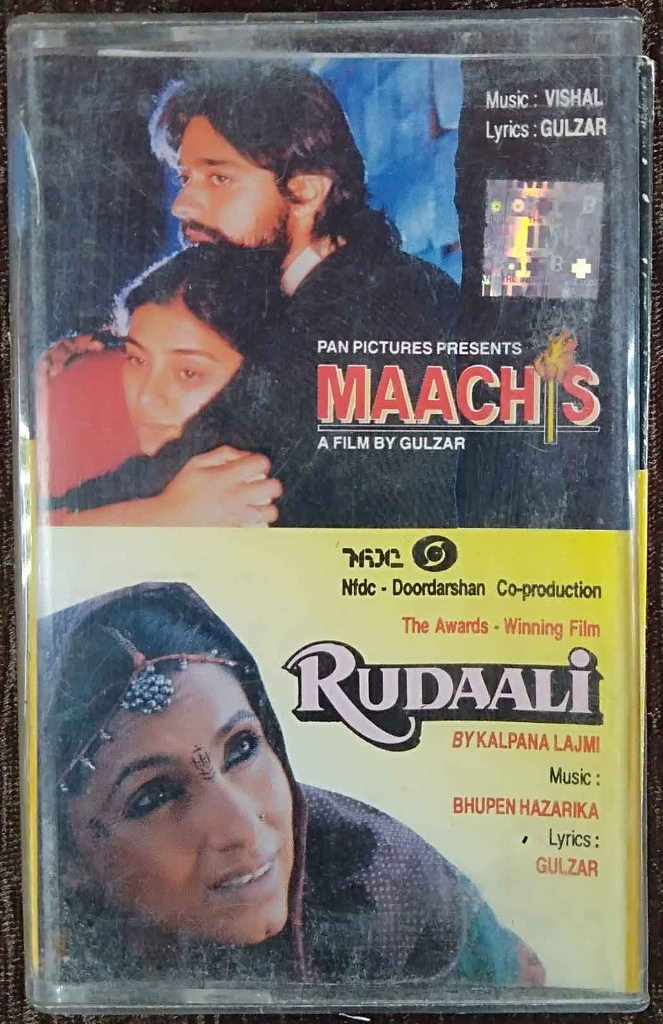 Music : VISHAL
Lyrics : GULZAR
PAN PICTURES PRESENTS
MAACHIS
A FILM BY GULZAR
Nfdc - Doordarshan Co-production
The Awards - Winning Film
RUDAALI
BY KALPANA LAJMI
Music :
BHUPEN HAZARIKA
Lyrics :
GULZAR